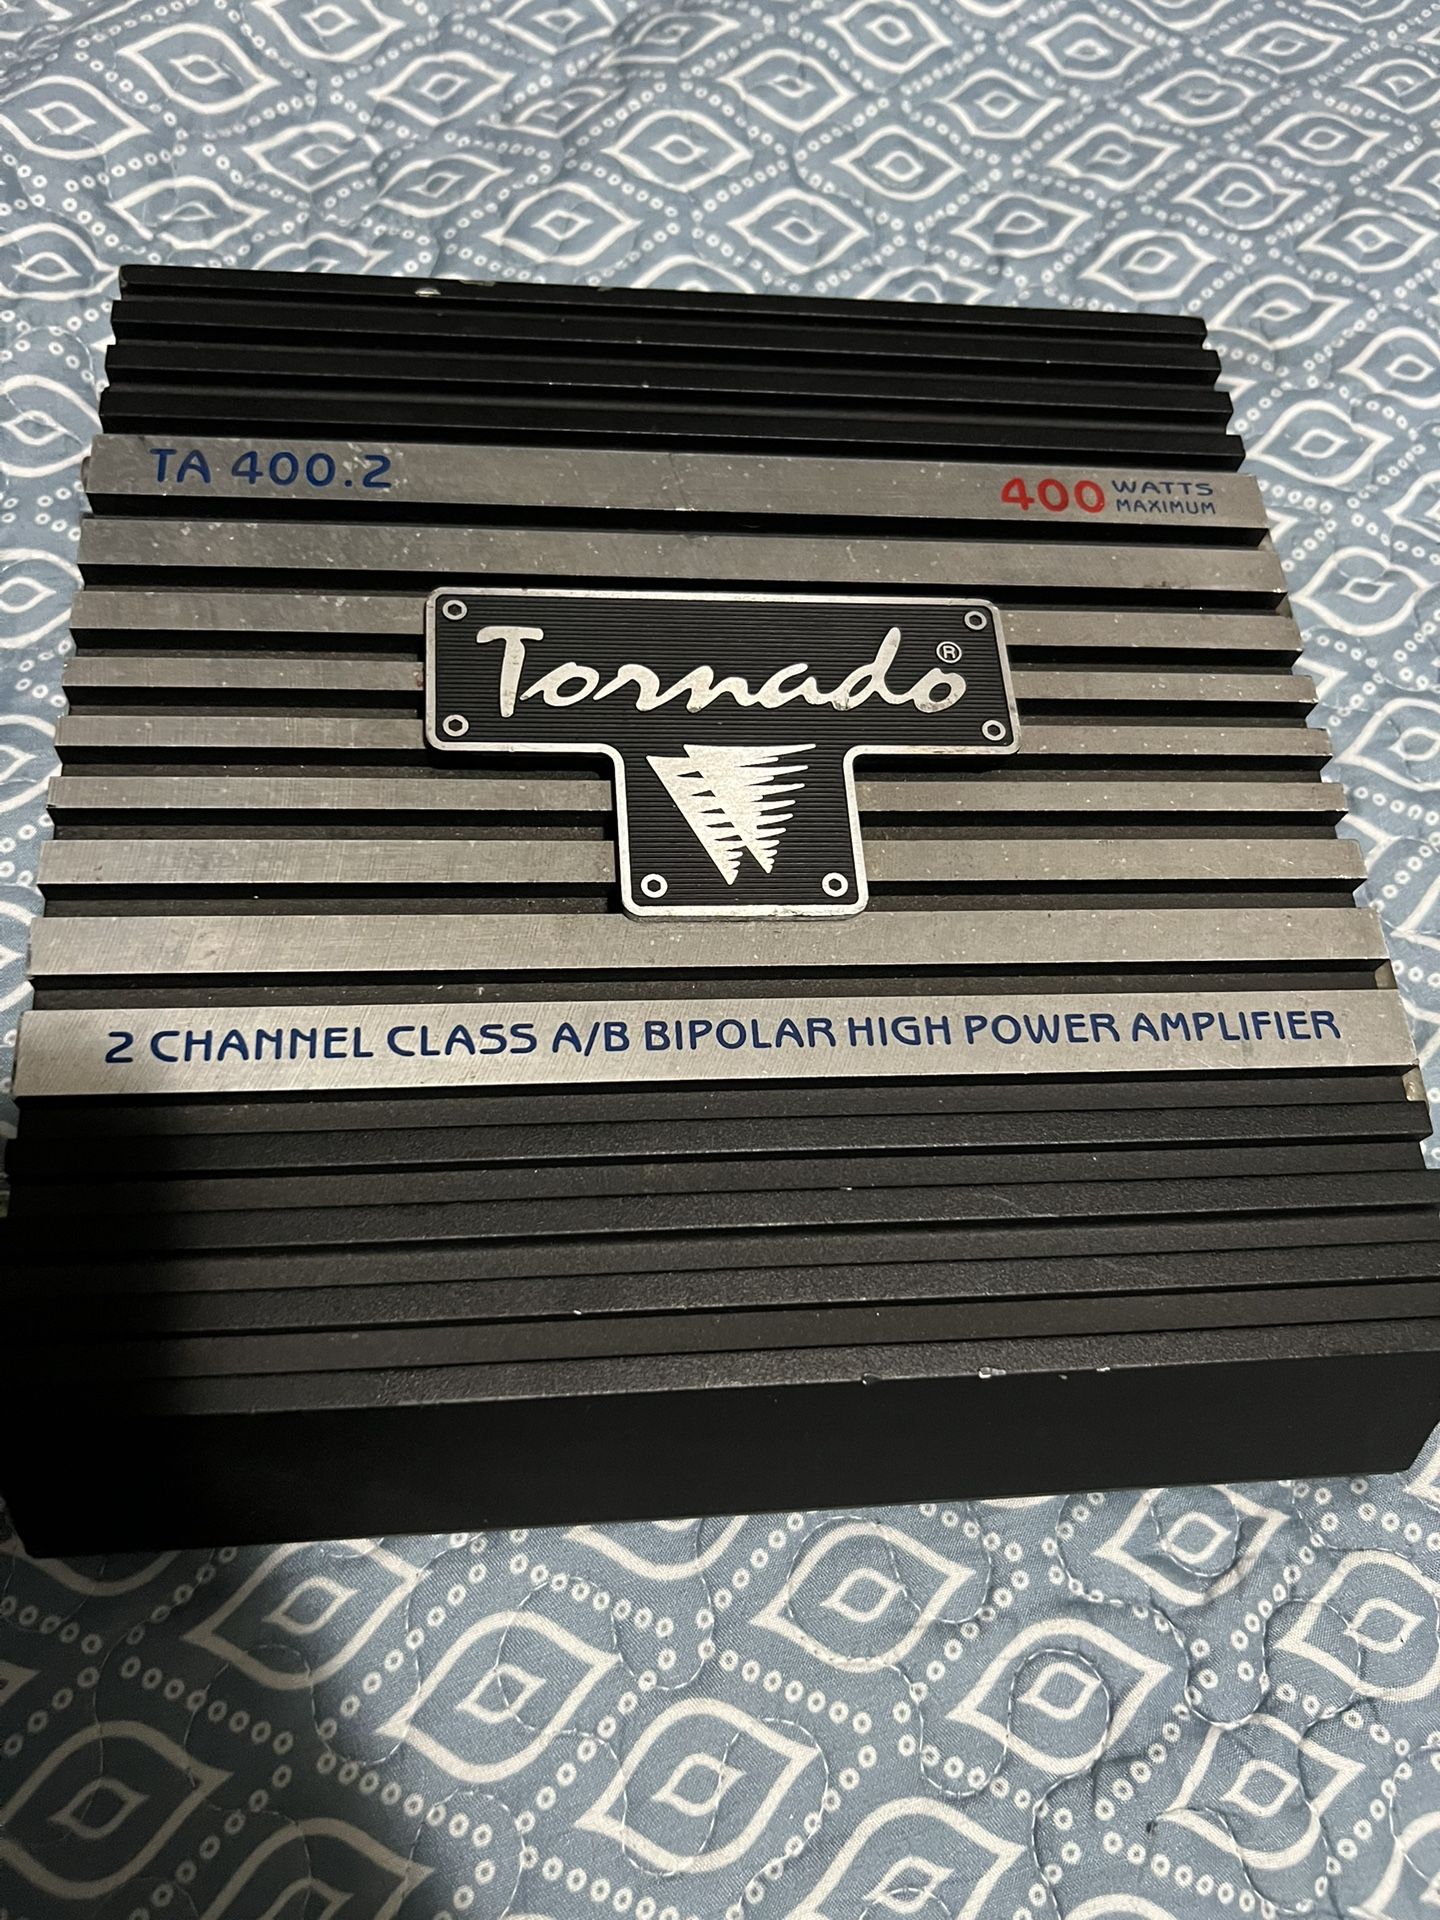 TA 400.2
400 WATTS
MAXIMUM
Tornado®
2 CHANNEL CLASS A/B BIPOLAR HIGH POWER AMPLIFIER